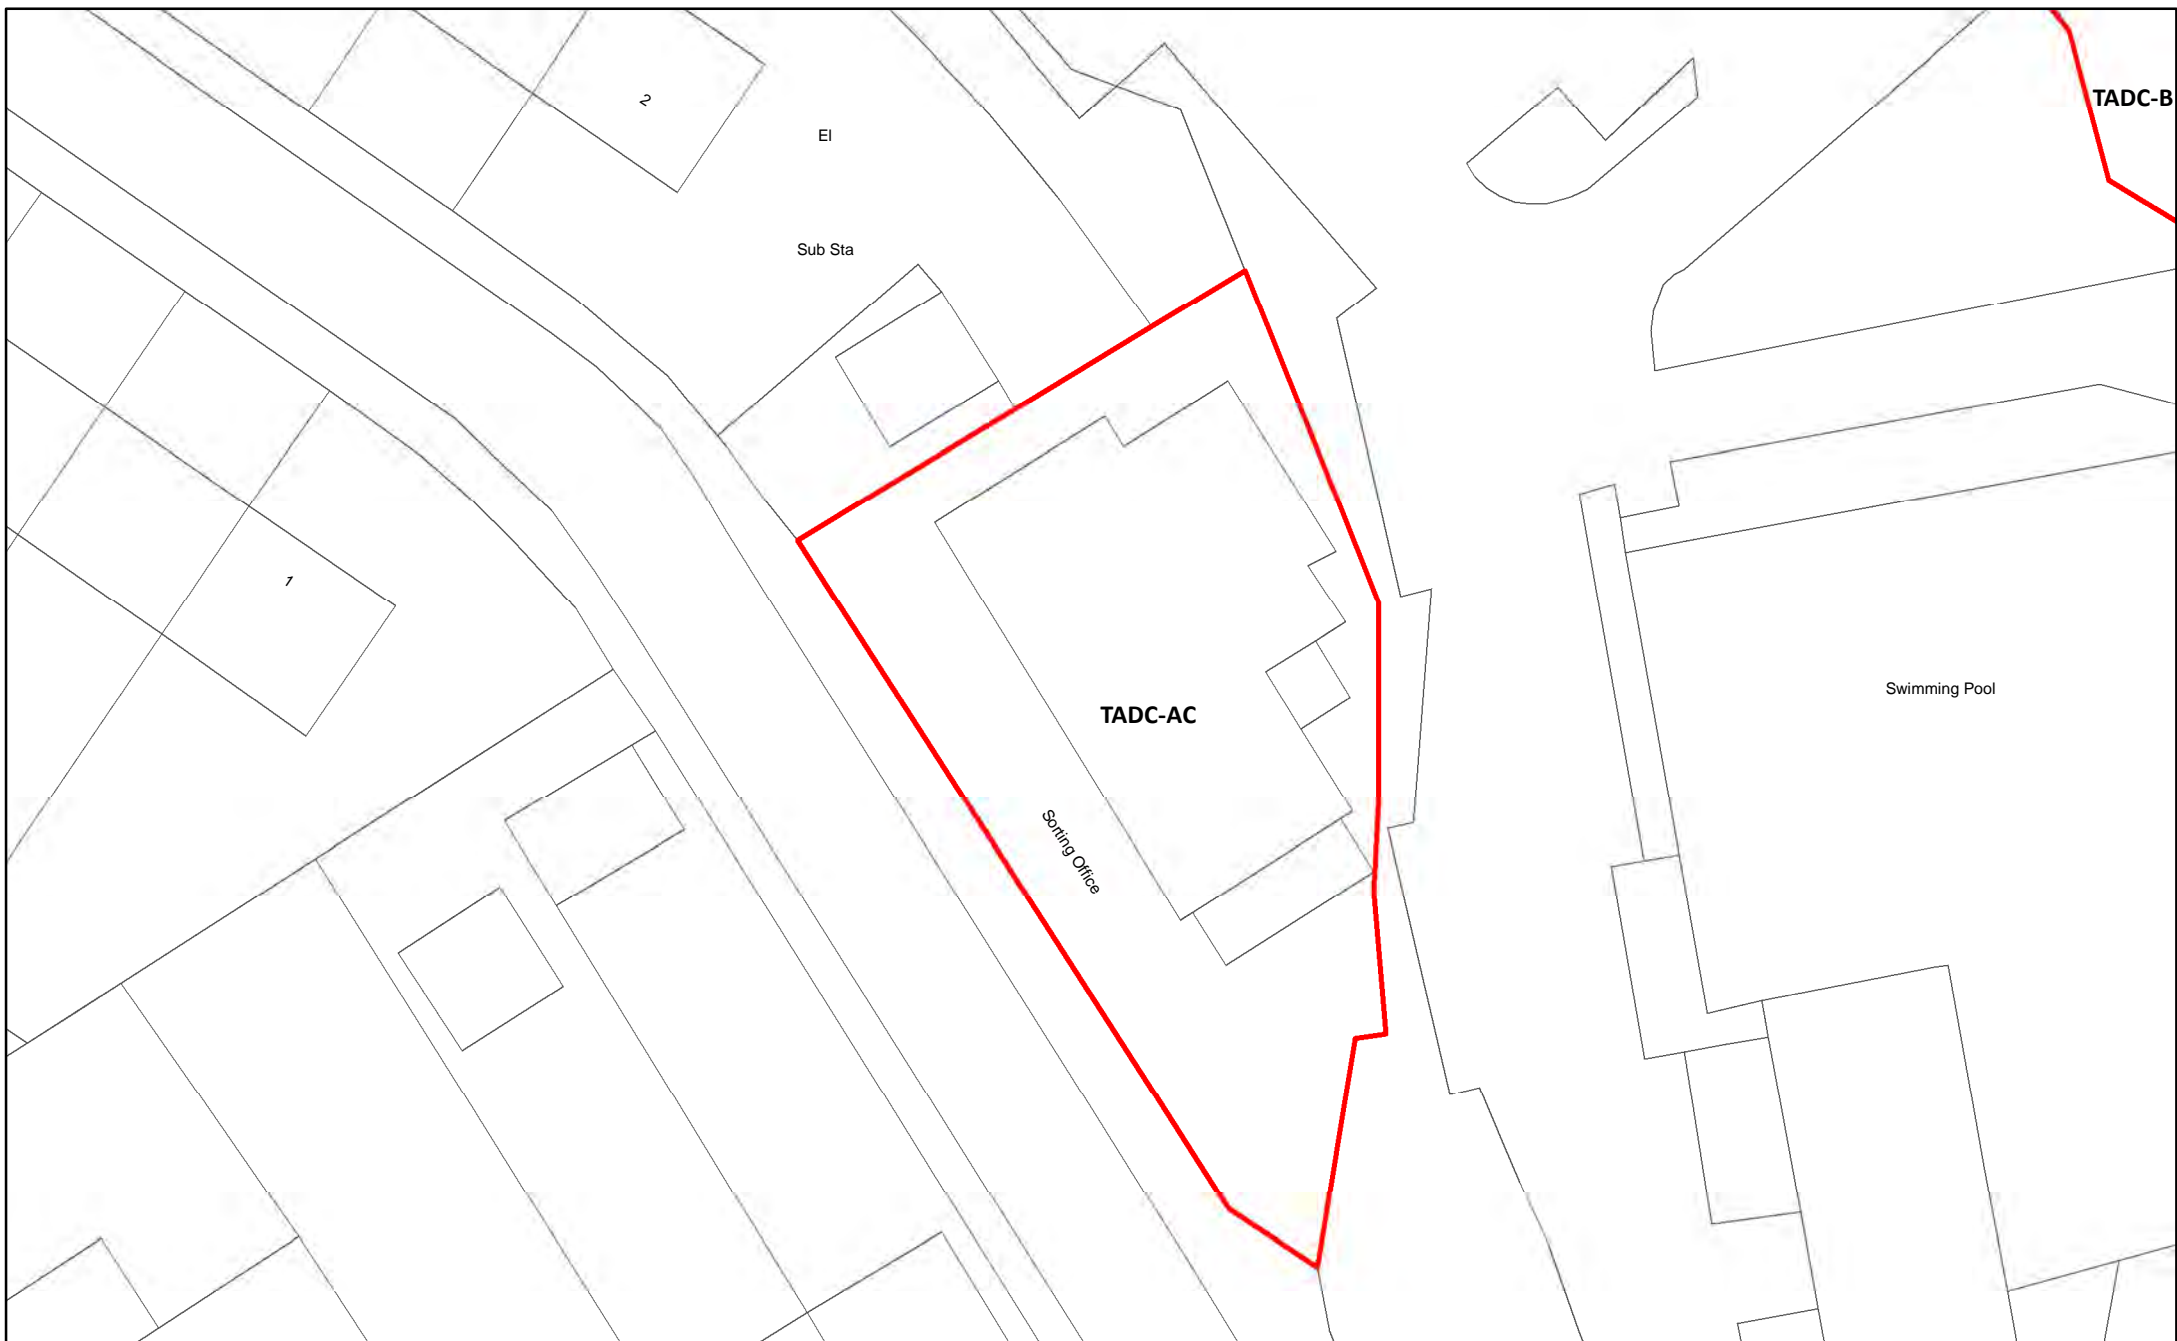 TADC-B
2
El
Sub Sta
1
Swimming Pool
TADC-AC
Sorting Office